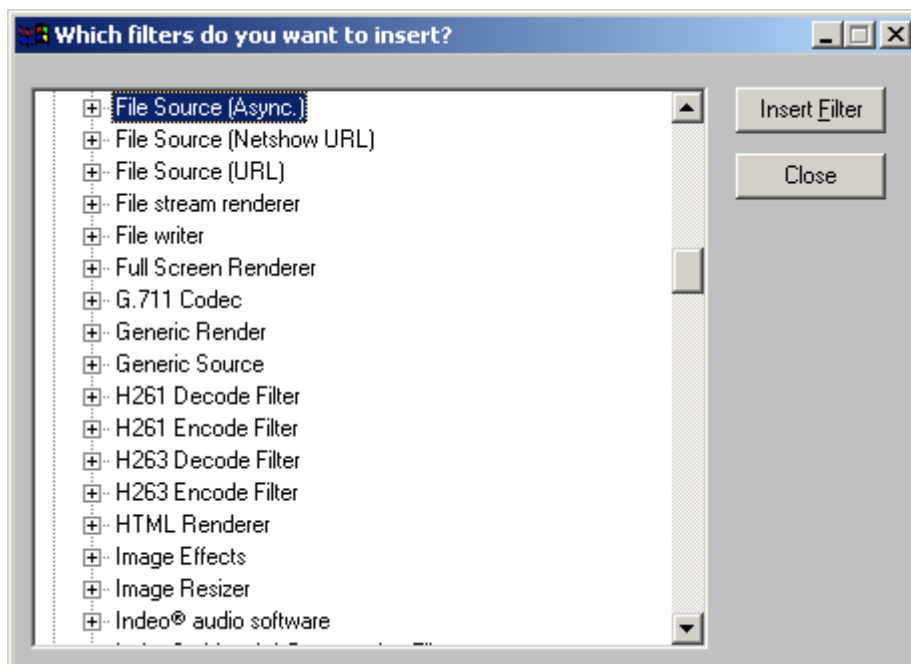 Which filters do you want to insert?
File Source (Async.)
File Source (Netshow URL)
File Source (URL)
File stream renderer
File writer
Full Screen Renderer
G.711 Codec
Generic Render
Generic Source
H261 Decode Filter
H261 Encode Filter
H263 Decode Filter
H263 Encode Filter
HTML Renderer
Image Effects
Image Resizer
Indeo® audio software
Insert Filter
Close